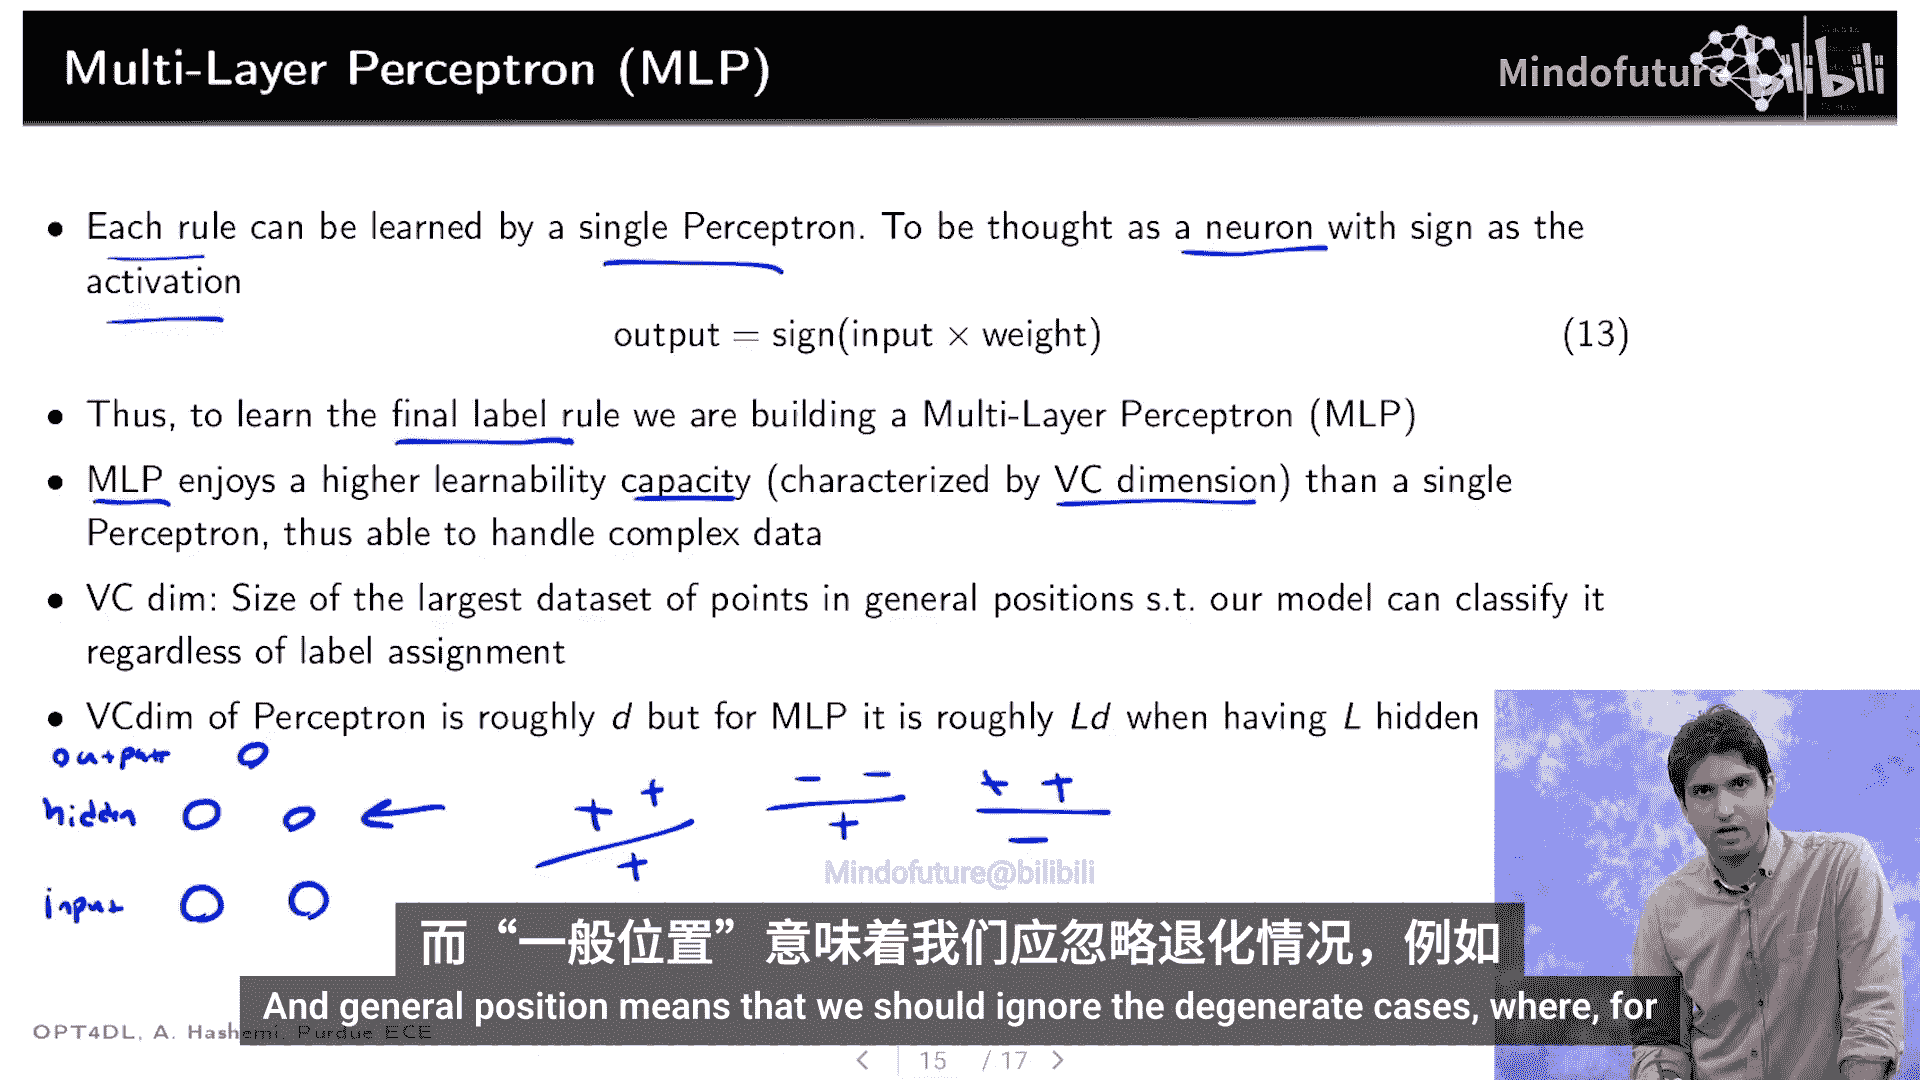 Multi-Layer Perceptron (MLP)
Mindofuture
bilibili
• Each rule can be learned by a single Perceptron. To be thought as a neuron with sign as the
activation
output = sign(input × weight) (13)
• Thus, to learn the final label rule we are building a Multi-Layer Perceptron (MLP)
• MLP enjoys a higher learnability capacity (characterized by VC dimension) than a single
Perceptron, thus able to handle complex data
• VC dim: Size of the largest dataset of points in general positions s.t. our model can classify it
regardless of label assignment
• VCdim of Perceptron is roughly d but for MLP it is roughly Ld when having L hidden
output
hidden
input
+ +
+
− −
+
+ +
−
Mindofuture@bilibili
而“一般位置”意味着我们应忽略退化情况，例如
And general position means that we should ignore the degenerate cases, where, for
OPT4DL, A. Hashemi, Purdue ECE
15 / 17